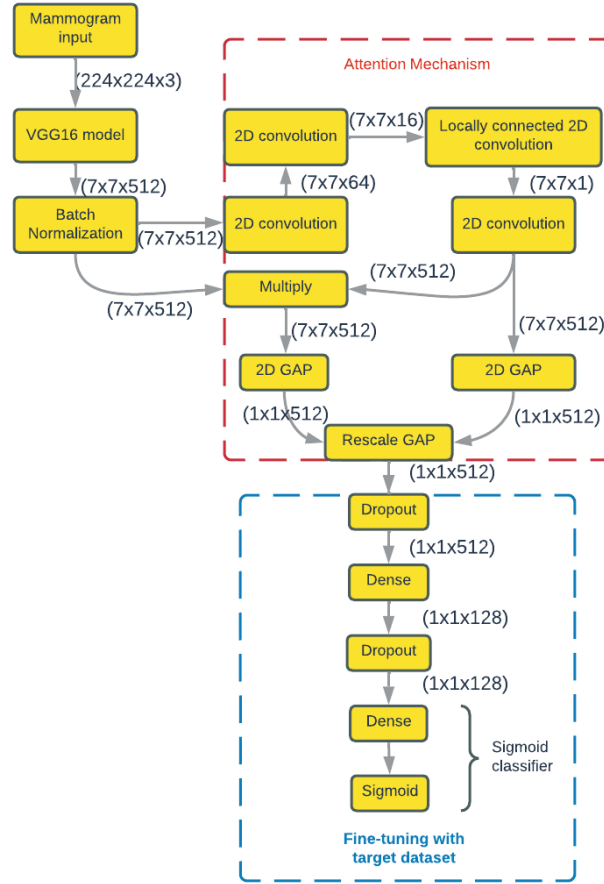 Mammogram
input
(224x224x3)
Attention Mechanism
VGG16 model
2D convolution
(7x7x16)
Locally connected 2D
convolution
(7x7x512)
(7x7x64)
(7x7x1)
Batch
Normalization
(7x7x512)
2D convolution
2D convolution
(7x7x512)
Multiply
(7x7x512)
(7x7x512)
(7x7x512)
2D GAP
2D GAP
(1x1x512)
(1x1x512)
Rescale GAP
(1x1x512)
Dropout
(1x1x512)
Dense
(1x1x128)
Dropout
(1x1x128)
Dense
Sigmoid
classifier
Sigmoid
Fine-tuning with
target dataset